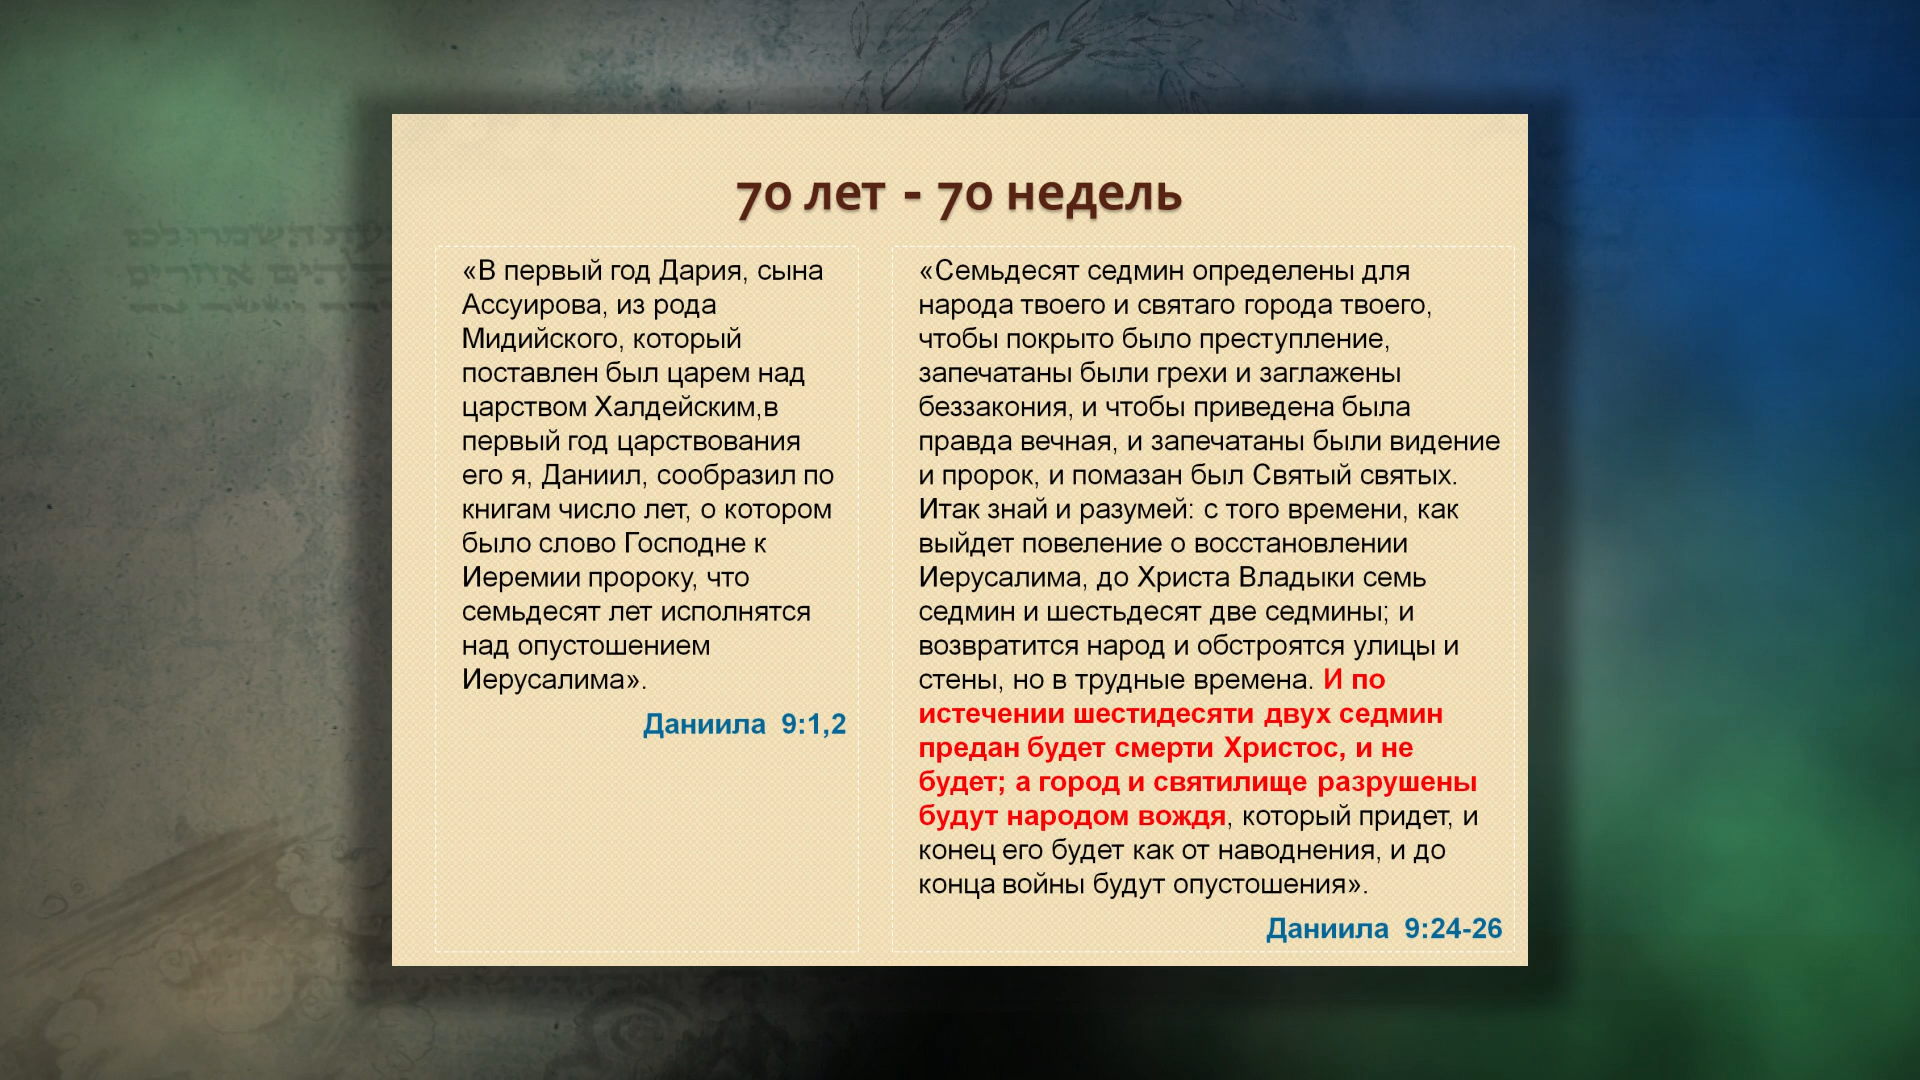 70 лет - 70 недель
«В первый год Дария, сына
Ассуирова, из рода
Мидийского, который
поставлен был царем над
царством Халдейским,в
первый год царствования
его я, Даниил, сообразил по
книгам число лет, о котором
было слово Господне к
Иеремии пророку, что
семьдесят лет исполнятся
над опустошением
Иерусалима».
Даниила 9:1,2
«Семьдесят седмин определены для
народа твоего и святаго города твоего,
чтобы покрыто было преступление,
запечатаны были грехи и заглажены
беззакония, и чтобы приведена была
правда вечная, и запечатаны были видение
и пророк, и помазан был Святый святых.
Итак знай и разумей: с того времени, как
выйдет повеление о восстановлении
Иерусалима, до Христа Владыки семь
седмин и шестьдесят две седмины; и
возвратится народ и обстроятся улицы и
стены, но в трудные времена. И по
истечении шестидесяти двух седмин
предан будет смерти Христос, и не
будет; а город и святилище разрушены
будут народом вождя, который придет, и
конец его будет как от наводнения, и до
конца войны будут опустошения».
Даниила 9:24-26